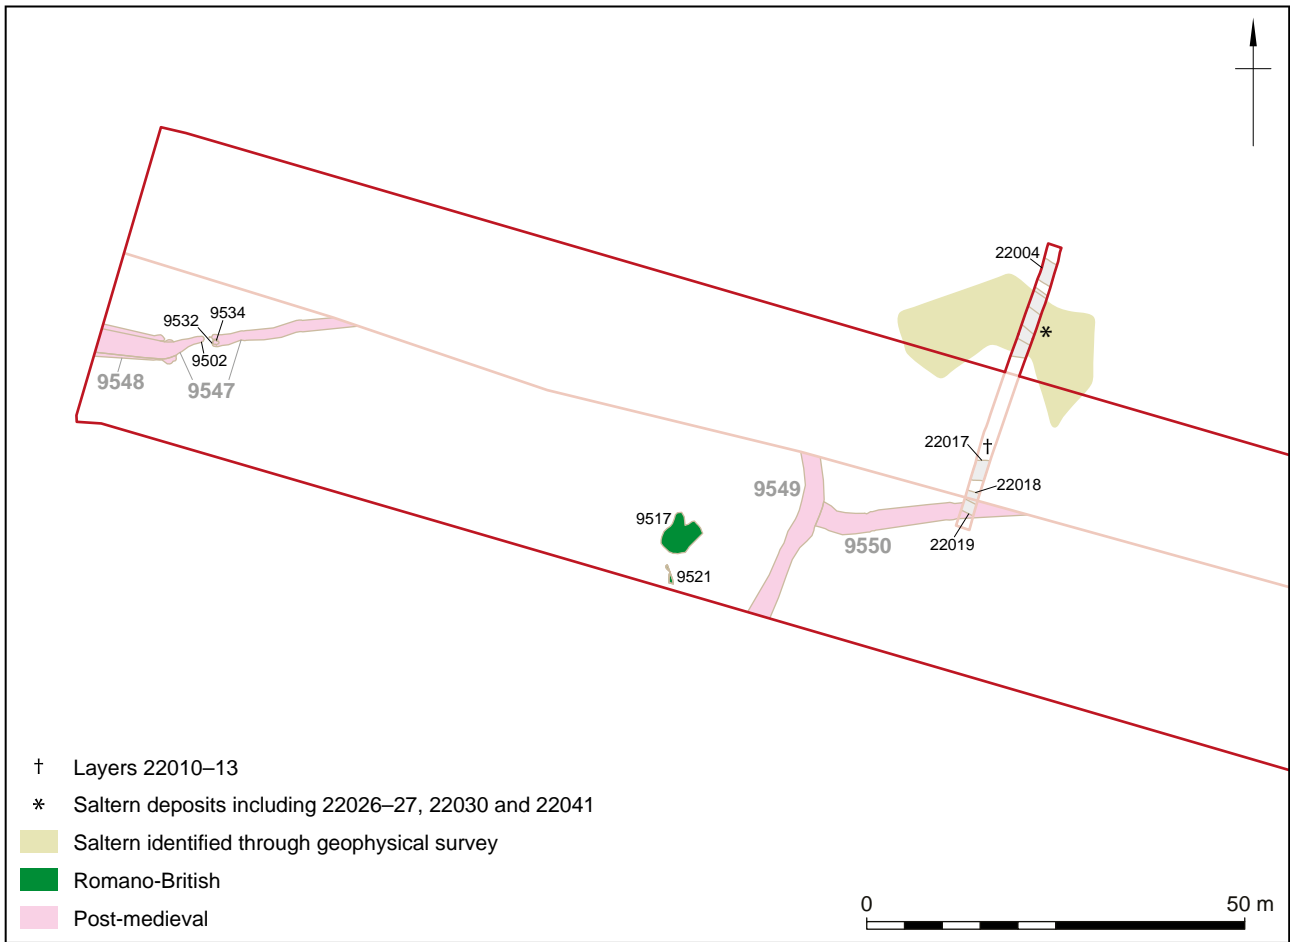 22004
*
9532
9534
9502
9548
9547
22017
†
22018
9549
9517
9550
22019
9521
† Layers 22010–13
* Saltern deposits including 22026–27, 22030 and 22041
Saltern identified through geophysical survey
Romano-British
Post-medieval
0
50 m